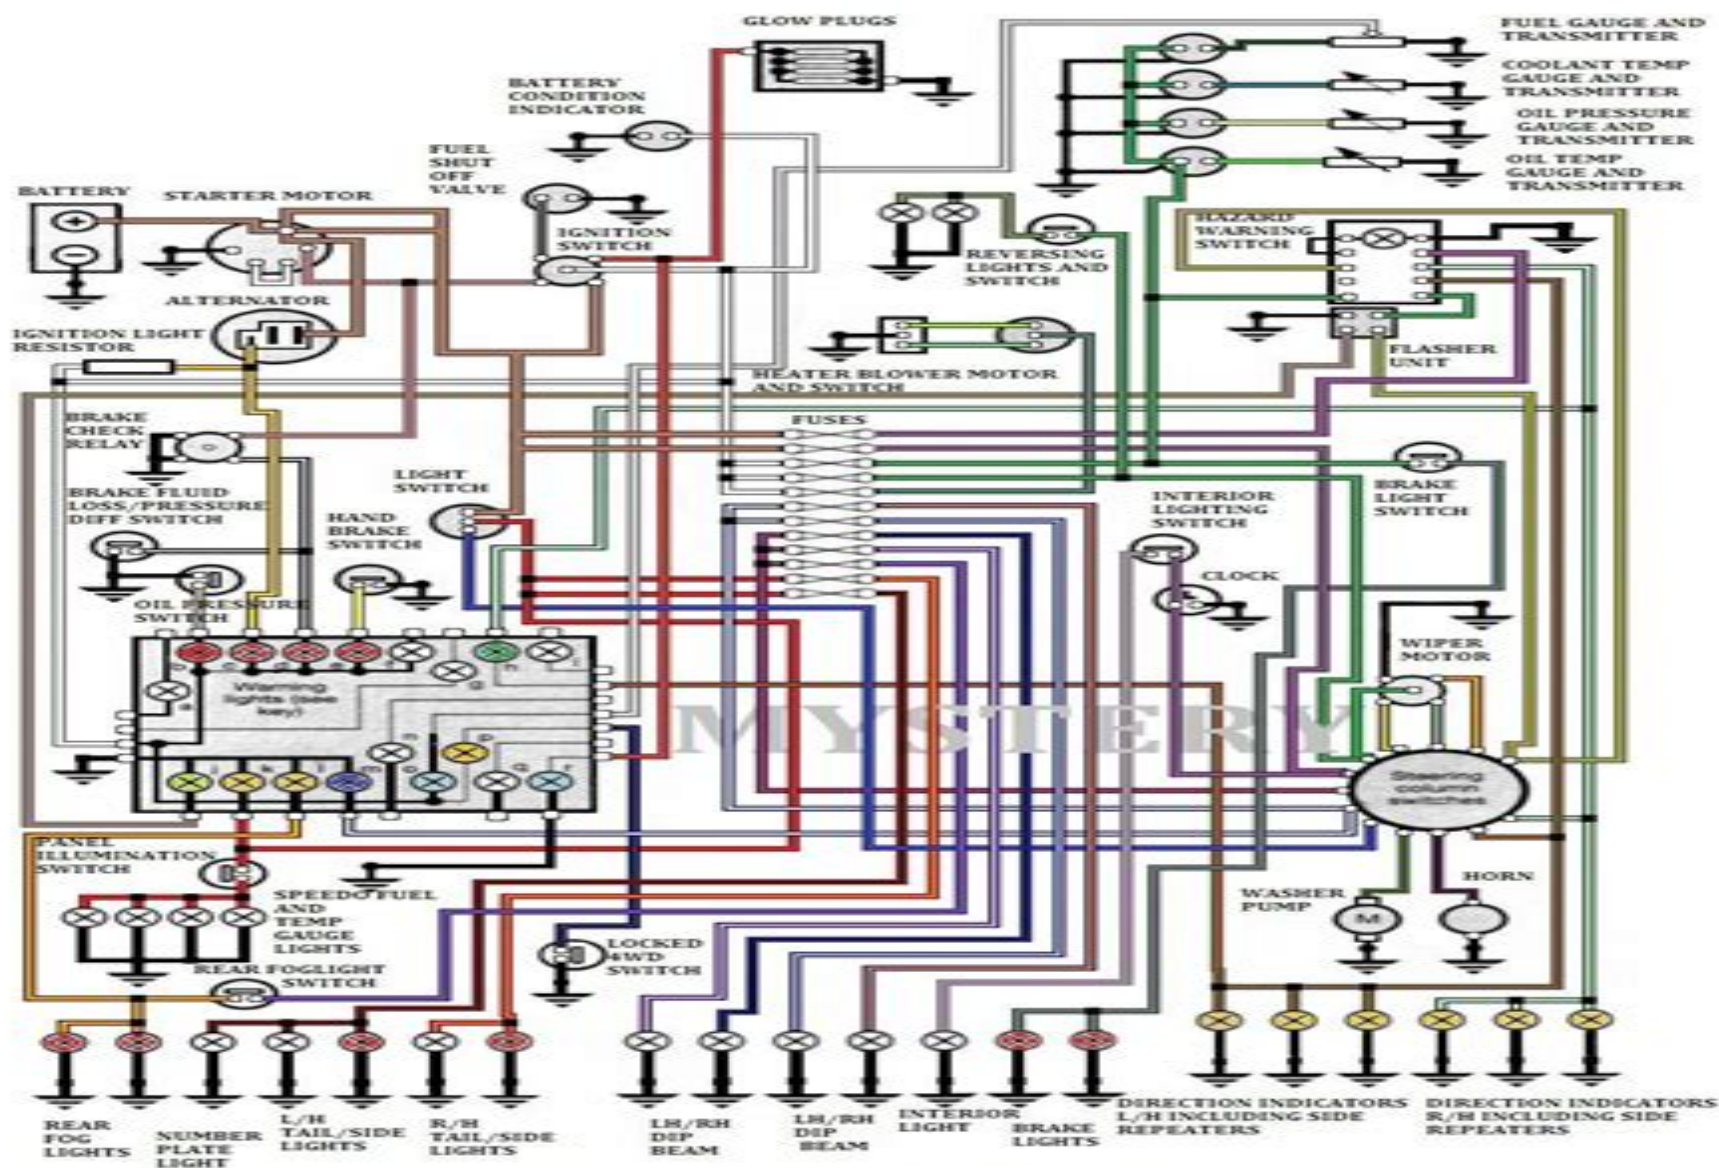 GLOW PLUGS
FUEL GAUGE AND
TRANSMITTER
BATTERY
CONDITION
INDICATOR
COOLANT TEMP
GAUGE AND
TRANSMITTER
OIL PRESSURE
GAUGE AND
TRANSMITTER
FUEL
SHUT
OFF
VALVE
OIL TEMP
GAUGE AND
TRANSMITTER
BATTERY
STARTER MOTOR
IGNITION
SWITCH
HAZARD
WARNING
SWITCH
REVERSING
LIGHTS AND
SWITCH
ALTERNATOR
IGNITION LIGHT
RESISTOR
FLASHER
UNIT
HEATER BLOWER MOTOR
AND SWITCH
BRAKE
CHECK
RELAY
FUSES
LIGHT
SWITCH
BRAKE
LIGHT
SWITCH
BRAKE FLUID
LOSS/PRESSURE
DIFF SWITCH
HAND
BRAKE
SWITCH
INTERIOR
LIGHTING
SWITCH
CLOCK
OIL PRESSURE
SWITCH
WIPER
MOTOR
Warning
lights (see
key)
MYSTERY
Steering
column
switches
PANEL
ILLUMINATION
SWITCH
HORN
WASHER
PUMP
M
SPEEDO FUEL
AND
TEMP
GAUGE
LIGHTS
LOCKED
4WD
SWITCH
REAR FOGLIGHT
SWITCH
REAR
FOG
LIGHTS
NUMBER
PLATE
LIGHT
L/H
TAIL/SIDE
LIGHTS
R/H
TAIL/SIDE
LIGHTS
LH/RH
DIP
BEAM
LH/RH
DIP
BEAM
INTERIOR
LIGHT
BRAKE
LIGHTS
DIRECTION INDICATORS
L/H INCLUDING SIDE
REPEATERS
DIRECTION INDICATORS
R/H INCLUDING SIDE
REPEATERS